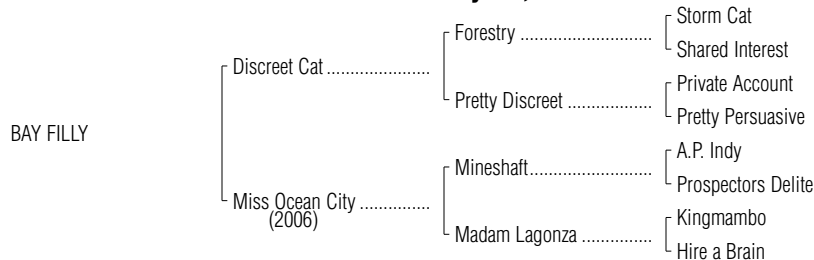 Storm Cat
Forestry ..............................
Shared Interest
Discreet Cat ......................
Private Account
Pretty Discreet ...................
Pretty Persuasive
BAY FILLY
A.P. Indy
Mineshaft............................
Prospectors Delite
Miss Ocean City ...............
(2006)
Kingmambo
Madam Lagonza ................
Hire a Brain